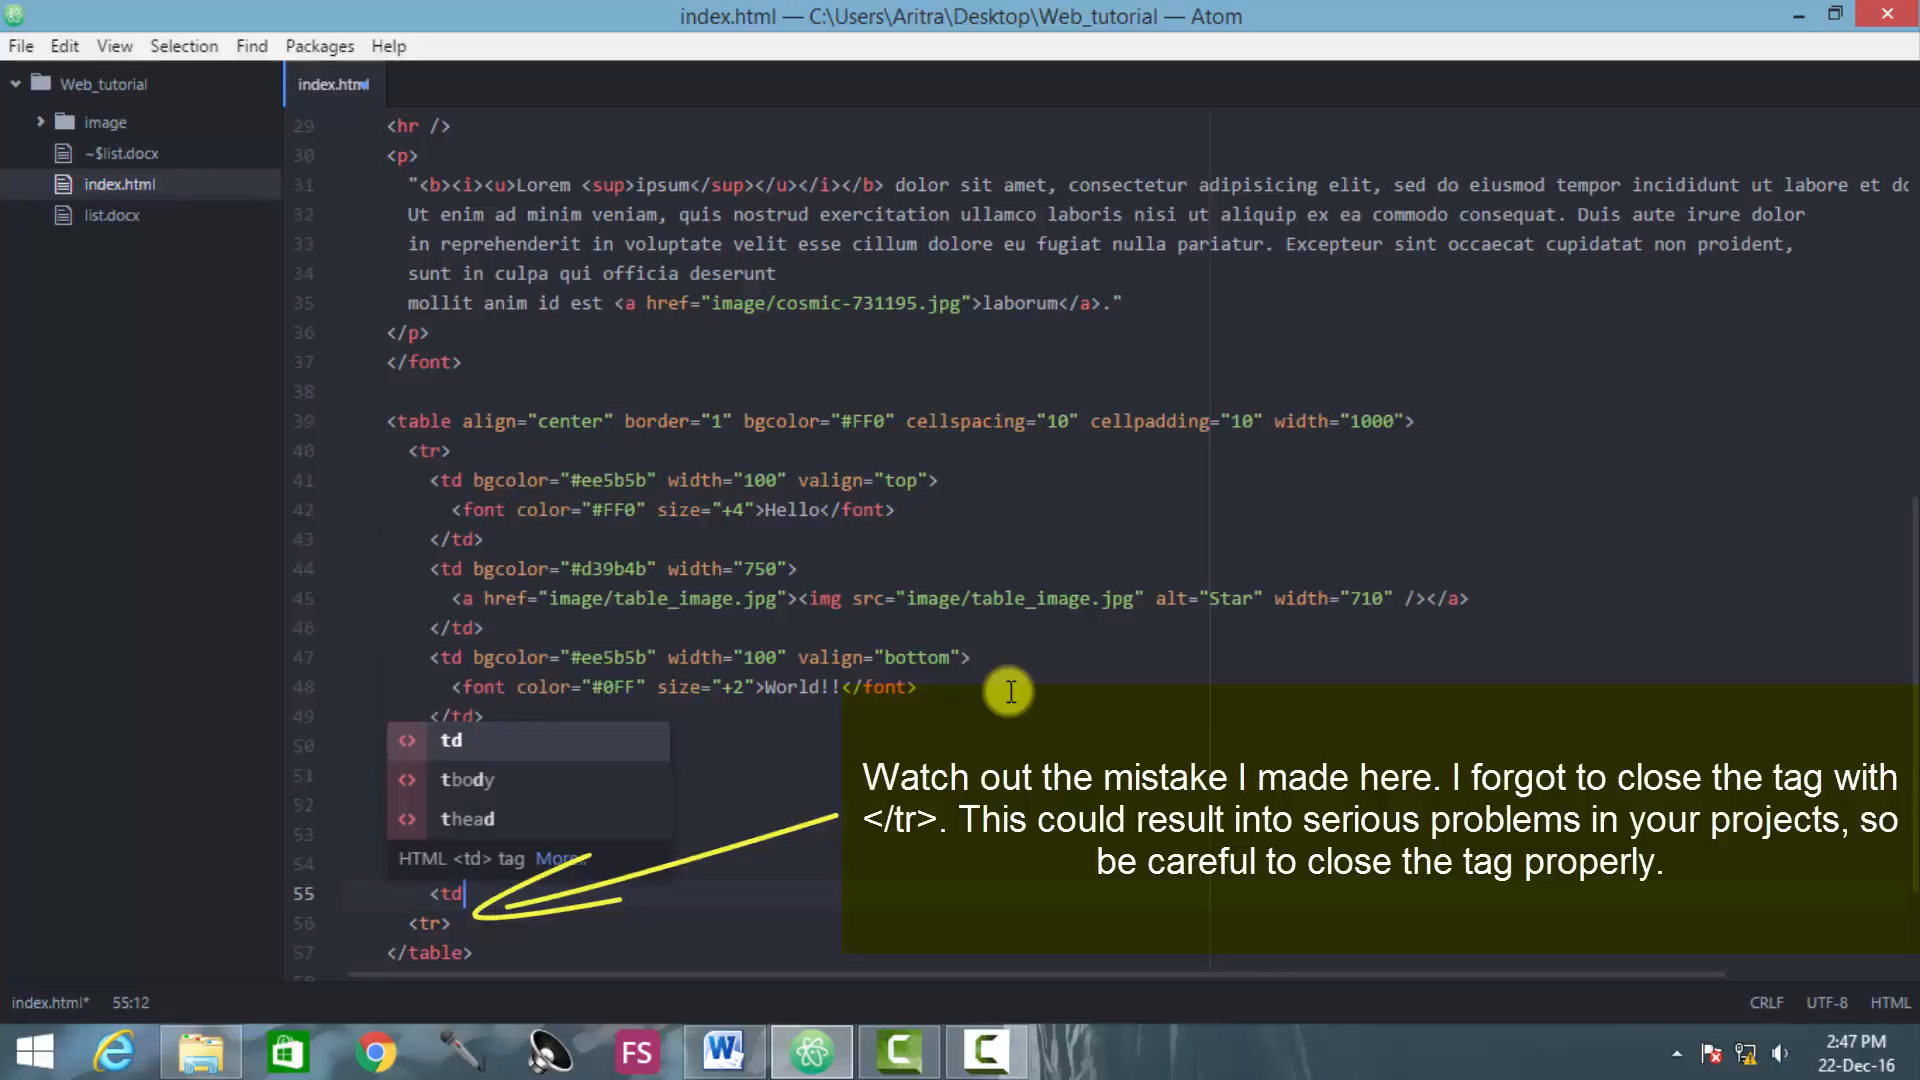 index.html — C:\Users\Aritra\Desktop\Web_tutorial — Atom
File Edit View Selection Find Packages Help
Web_tutorial
image
~$list.docx
index.html
list.docx
index.html
29 <hr />
30 <p>
31 "<b><i><u>Lorem <sup>ipsum</sup></u></i></b> dolor sit amet, consectetur adipisicing elit, sed do eiusmod tempor incididunt ut labore et do
32 Ut enim ad minim veniam, quis nostrud exercitation ullamco laboris nisi ut aliquip ex ea commodo consequat. Duis aute irure dolor
33 in reprehenderit in voluptate velit esse cillum dolore eu fugiat nulla pariatur. Excepteur sint occaecat cupidatat non proident,
34 sunt in culpa qui officia deserunt
35 mollit anim id est <a href="image/cosmic-731195.jpg">laborum</a>."
36 </p>
37 </font>
38
39 <table align="center" border="1" bgcolor="#FF0" cellspacing="10" cellpadding="10" width="1000">
40 <tr>
41 <td bgcolor="#ee5b5b" width="100" valign="top">
42 <font color="#FF0" size="+4">Hello</font>
43 </td>
44 <td bgcolor="#d39b4b" width="750">
45 <a href="image/table_image.jpg"><img src="image/table_image.jpg" alt="Star" width="710" /></a>
46 </td>
47 <td bgcolor="#ee5b5b" width="100" valign="bottom">
48 <font color="#0FF" size="+2">World!!</font>
49 </td>
50
51
52
53
54
td
tbody
thead
HTML <td> tag More..
55 <td
56 <tr>
57 </table>
Watch out the mistake I made here. I forgot to close the tag with
</tr>. This could result into serious problems in your projects, so
be careful to close the tag properly.
index.html* 55:12
CRLF UTF-8 HTML
FS
2:47 PM
22-Dec-16